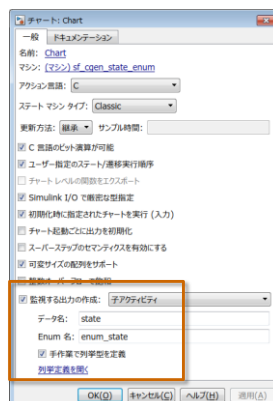 チャート: Chart
一般 ドキュメンテーション
名前: Chart
マシン: (マシン) sf_cgen_state_enum
アクション言語: C
ステート マシン タイプ: Classic
更新方法: 継承 サンプル時間:
C 言語のビット演算が可能
ユーザー指定のステート/遷移実行順序
チャート レベルの関数をエクスポート
Simulink I/O で厳密な型指定
初期化時に指定されたチャートを実行 (入力)
チャート起動ごとに出力を初期化
スーパーステップのセマンティクスを有効にする
可変サイズの配列をサポート
監視する出力の作成: 子アクティビティ
データ名: state
Enum 名: enum_state
手作業で列挙型を定義
列挙定義を開く
OK(O) キャンセル(C) ヘルプ(H) 適用(A)